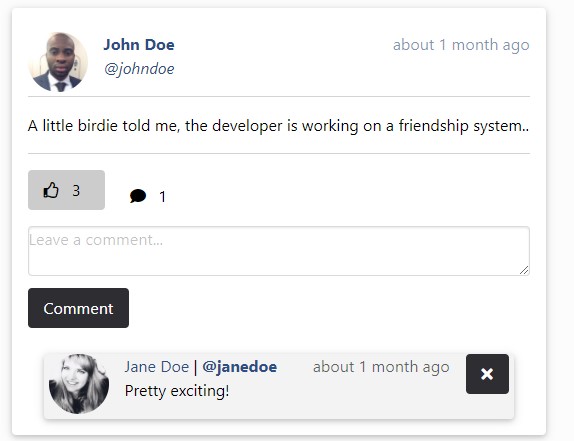 John Doe about 1 month ago
@johndoe
A little birdie told me, the developer is working on a friendship system..
3 1
Leave a comment...
Comment
Jane Doe | @janedoe about 1 month ago
Pretty exciting!